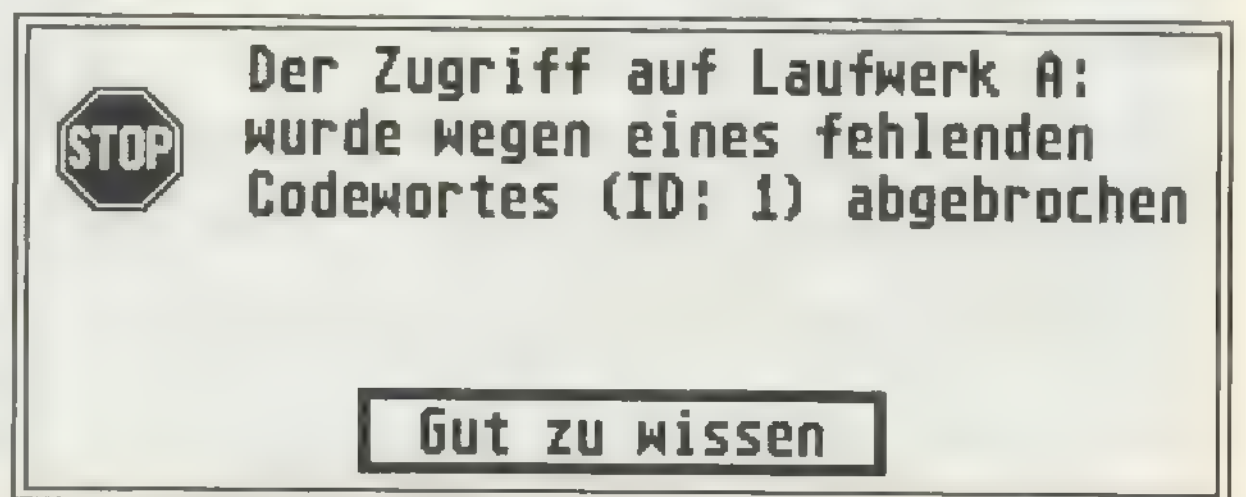 STOP
Der Zugriff auf Laufwerk A:
wurde wegen eines fehlenden
Codewortes (ID: 1) abgebrochen
Gut zu wissen